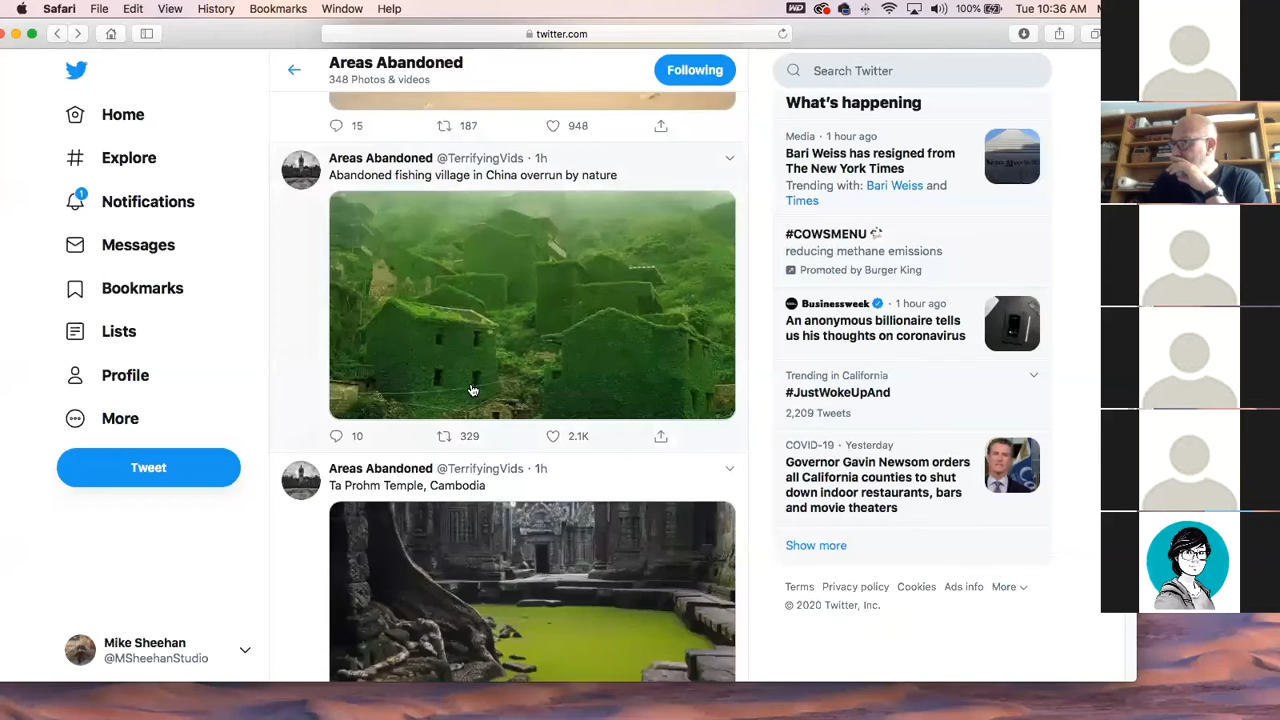 Safari File Edit View History Bookmarks Window Help
100% Tue 10:36 AM
twitter.com
Home
Explore
1
Notifications
Messages
Bookmarks
Lists
Profile
More
Tweet
Mike Sheehan
@MSheehanStudio
Areas Abandoned
348 Photos & videos
Following
15 187 948
Areas Abandoned @TerrifyingVids · 1h
Abandoned fishing village in China overrun by nature
10 329 2.1K
Areas Abandoned @TerrifyingVids · 1h
Ta Prohm Temple, Cambodia
Search Twitter
What's happening
Media · 1 hour ago
Bari Weiss has resigned from
The New York Times
Trending with: Bari Weiss and
Times
#COWSMENU
reducing methane emissions
Promoted by Burger King
Businessweek · 1 hour ago
An anonymous billionaire tells
us his thoughts on coronavirus
Trending in California
#JustWokeUpAnd
2,209 Tweets
COVID-19 · Yesterday
Governor Gavin Newsom orders
all California counties to shut
down indoor restaurants, bars
and movie theaters
Show more
Terms Privacy policy Cookies Ads info More
© 2020 Twitter, Inc.